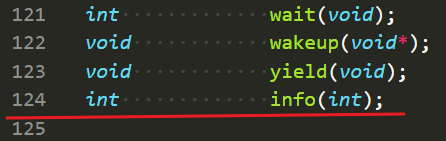 121 int wait(void);
122 void wakeup(void*);
123 void yield(void);
124 int info(int);
125